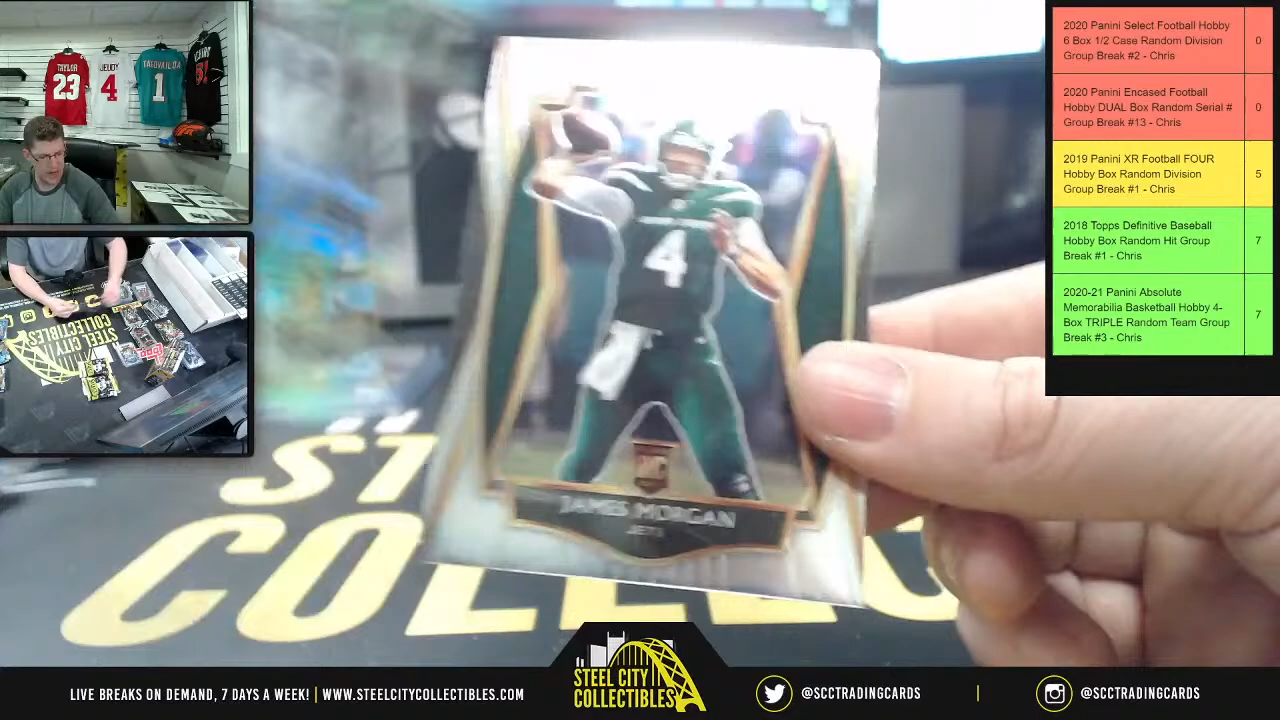 TAYLOR
23
JEUDY
4
TAGOVAILOA
1
STEEL CITY
COLLECTIBLES
4
JAMES MORGAN
JETS
ST
COLLEC
2020 Panini Select Football Hobby
6 Box 1/2 Case Random Division
Group Break #2 - Chris
0
2020 Panini Encased Football
Hobby DUAL Box Random Serial #
Group Break #13 - Chris
0
2019 Panini XR Football FOUR
Hobby Box Random Division
Group Break #1 - Chris
5
2018 Topps Definitive Baseball
Hobby Box Random Hit Group
Break #1 - Chris
7
2020-21 Panini Absolute
Memorabilia Basketball Hobby 4-
Box TRIPLE Random Team Group
Break #3 - Chris
7
LIVE BREAKS ON DEMAND, 7 DAYS A WEEK! | WWW.STEELCITYCOLLECTIBLES.COM
STEEL CITY
COLLECTIBLES
@SCCTRADINGCARDS
@SCCTRADINGCARDS